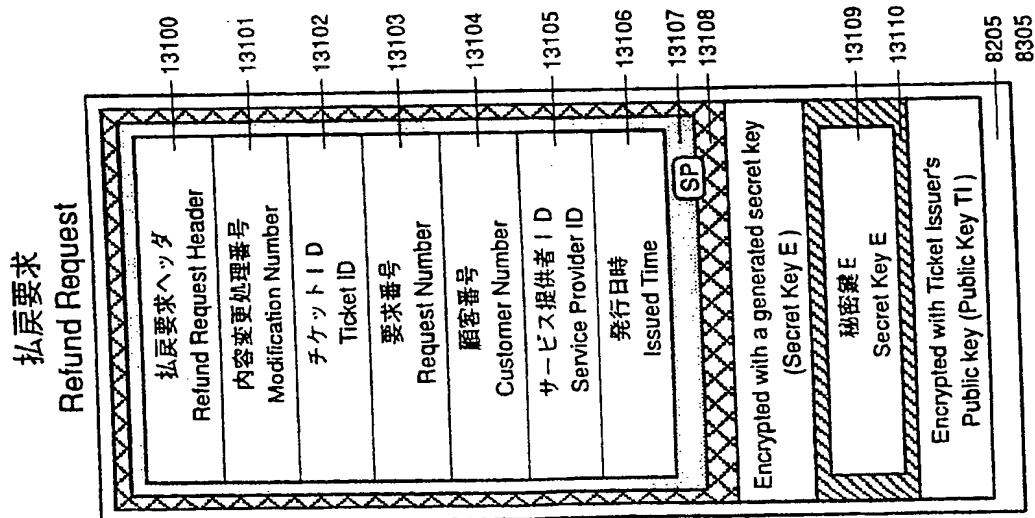 払戻要求
Refund Request
払戻要求ヘッダ
Refund Request Header
13100
内容変更処理番号
Modification Number
13101
チケットID
Ticket ID
13102
要求番号
Request Number
13103
顧客番号
Customer Number
13104
サービス提供者ID
Service Provider ID
13105
発行日時
Issued Time
13106
13107
SP
13108
Encrypted with a generated secret key
(Secret Key E)
秘密鍵E
Secret Key E
13109
13110
Encrypted with Ticket Issuer's
Public key (Public Key TI)
8205
8305